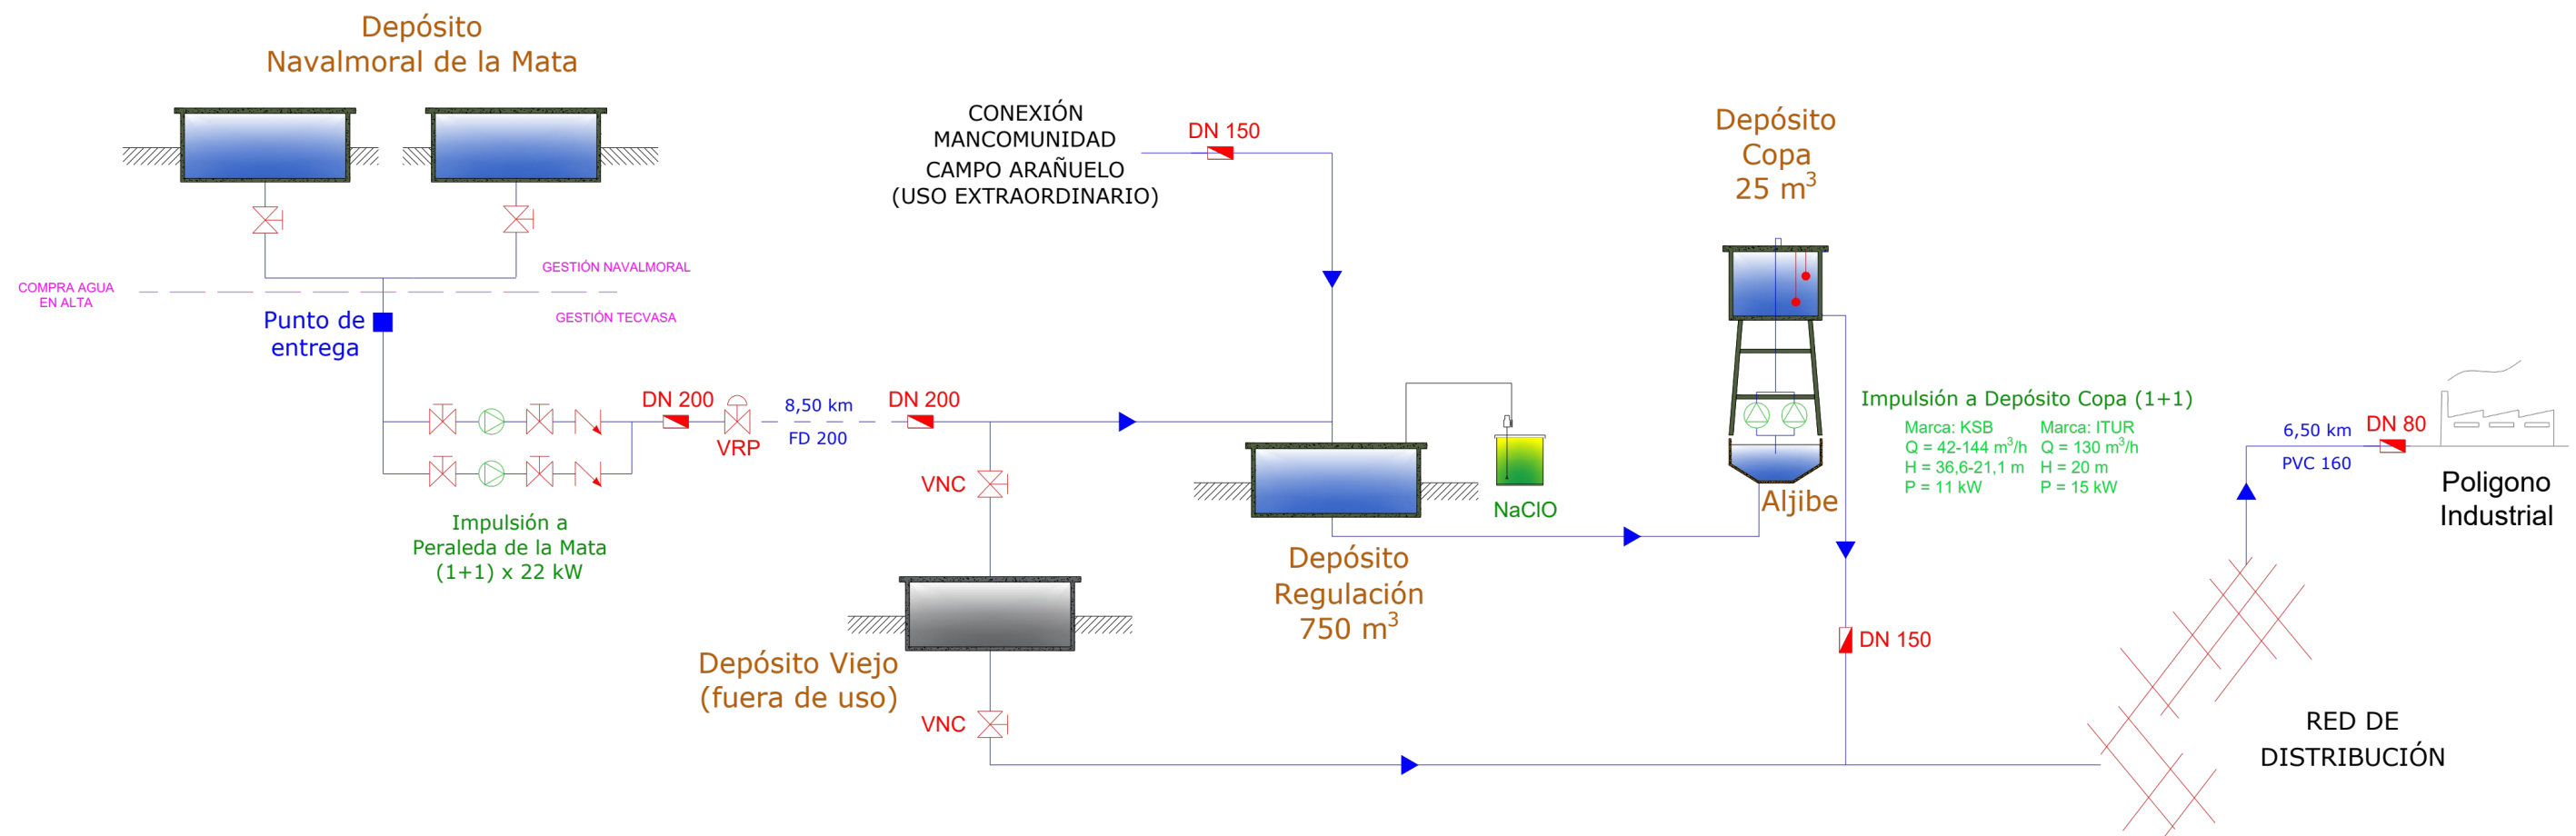 Depósito
Navalmoral de la Mata
CONEXIÓN
MANCOMUNIDAD
CAMPO ARAÑUELO
(USO EXTRAORDINARIO)
DN 150
Depósito
Copa
25 m³
GESTIÓN NAVALMORAL
COMPRA AGUA
EN ALTA
GESTIÓN TECVASA
Punto de
entrega
DN 200
VRP
8,50 km
FD 200
DN 200
Impulsión a
Peraleda de la Mata
(1+1) x 22 kW
VNC
NaClO
Aljibe
Impulsión a Depósito Copa (1+1)
Marca: KSB
Q = 42-144 m³/h
H = 36,6-21,1 m
P = 11 kW
Marca: ITUR
Q = 130 m³/h
H = 20 m
P = 15 kW
6,50 km
PVC 160
DN 80
Poligono
Industrial
Depósito
Regulación
750 m³
Depósito Viejo
(fuera de uso)
VNC
DN 150
RED DE
DISTRIBUCIÓN